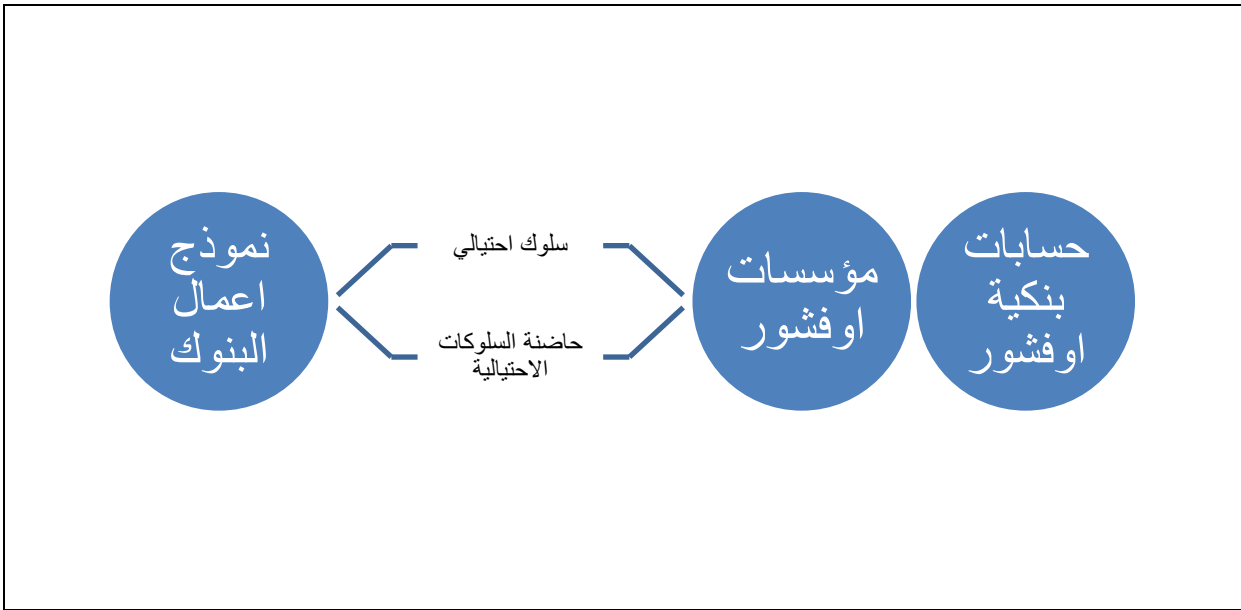 حسابات
بنكية
اوفشور
مؤسسات
اوفشور
سلوك احتيالي
حاضنة السلوكات
الاحتيالية
نموذج
اعمال
البنوك